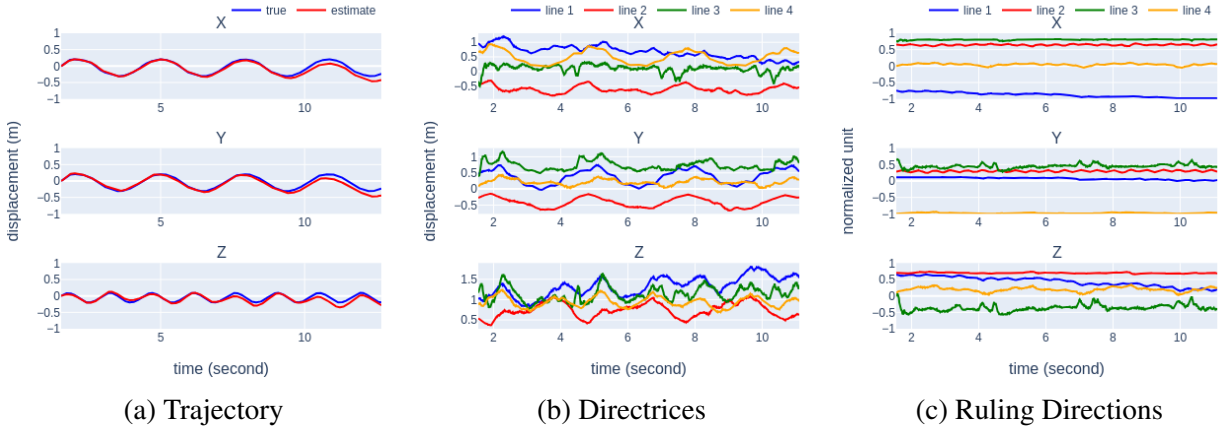 true estimate
X
1
0.5
0
−0.5
−1
5 10
Y
1
0.5
0
−0.5
−1
5 10
Z
1
0.5
0
−0.5
−1
5 10
displacement (m)
time (second)
(a) Trajectory
line 1 line 2 line 3 line 4
X
1
0.5
0
−0.5
2 4 6 8 10
Y
1
0.5
0
−0.5
2 4 6 8 10
Z
1.5
1
0.5
2 4 6 8 10
displacement (m)
time (second)
(b) Directrices
line 1 line 2 line 3 line 4
X
1
0.5
0
−0.5
−1
2 4 6 8 10
Y
1
0.5
0
−0.5
−1
2 4 6 8 10
Z
1
0.5
0
−0.5
−1
2 4 6 8 10
normalized unit
time (second)
(c) Ruling Directions